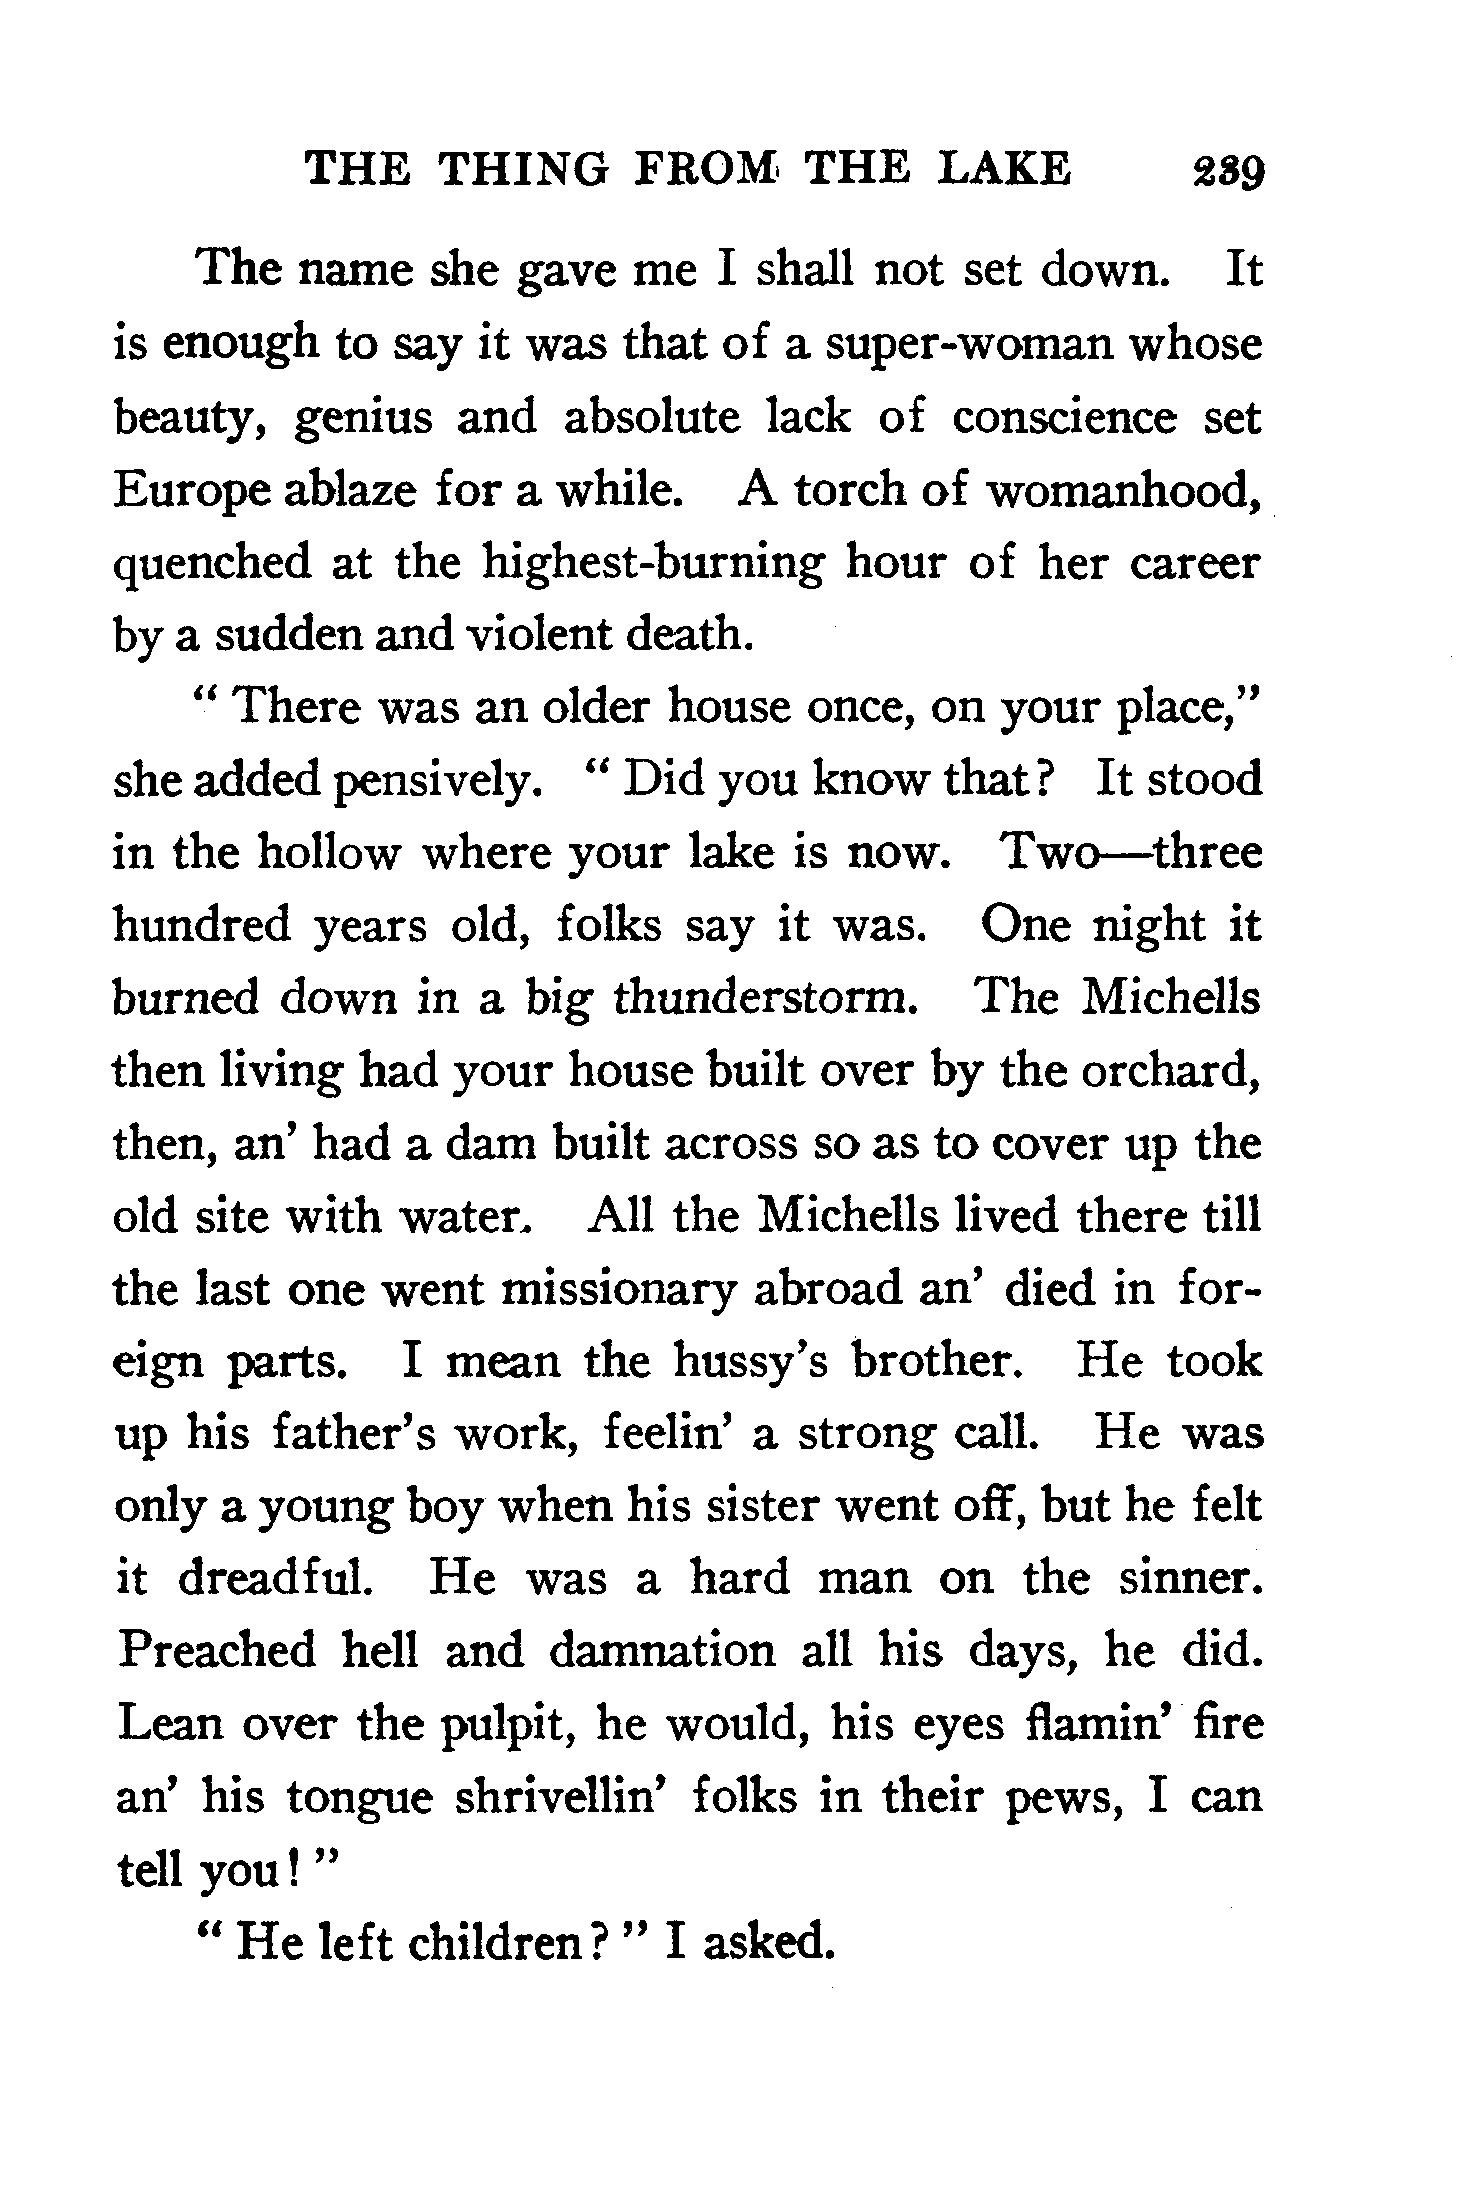 THE THING FROM THE LAKE 239
The name she gave me I shall not set down. It
is enough to say it was that of a super-woman whose
beauty, genius and absolute lack of conscience set
Europe ablaze for a while. A torch of womanhood,
quenched at the highest-burning hour of her career
by a sudden and violent death.
“ There was an older house once, on your place,”
she added pensively. “ Did you know that? It stood
in the hollow where your lake is now. Two—three
hundred years old, folks say it was. One night it
burned down in a big thunderstorm. The Michells
then living had your house built over by the orchard,
then, an’ had a dam built across so as to cover up the
old site with water. All the Michells lived there till
the last one went missionary abroad an’ died in for-
eign parts. I mean the hussy’s brother. He took
up his father’s work, feelin’ a strong call. He was
only a young boy when his sister went off, but he felt
it dreadful. He was a hard man on the sinner.
Preached hell and damnation all his days, he did.
Lean over the pulpit, he would, his eyes flamin’ fire
an’ his tongue shrivellin’ folks in their pews, I can
tell you! ”
“ He left children? ” I asked.